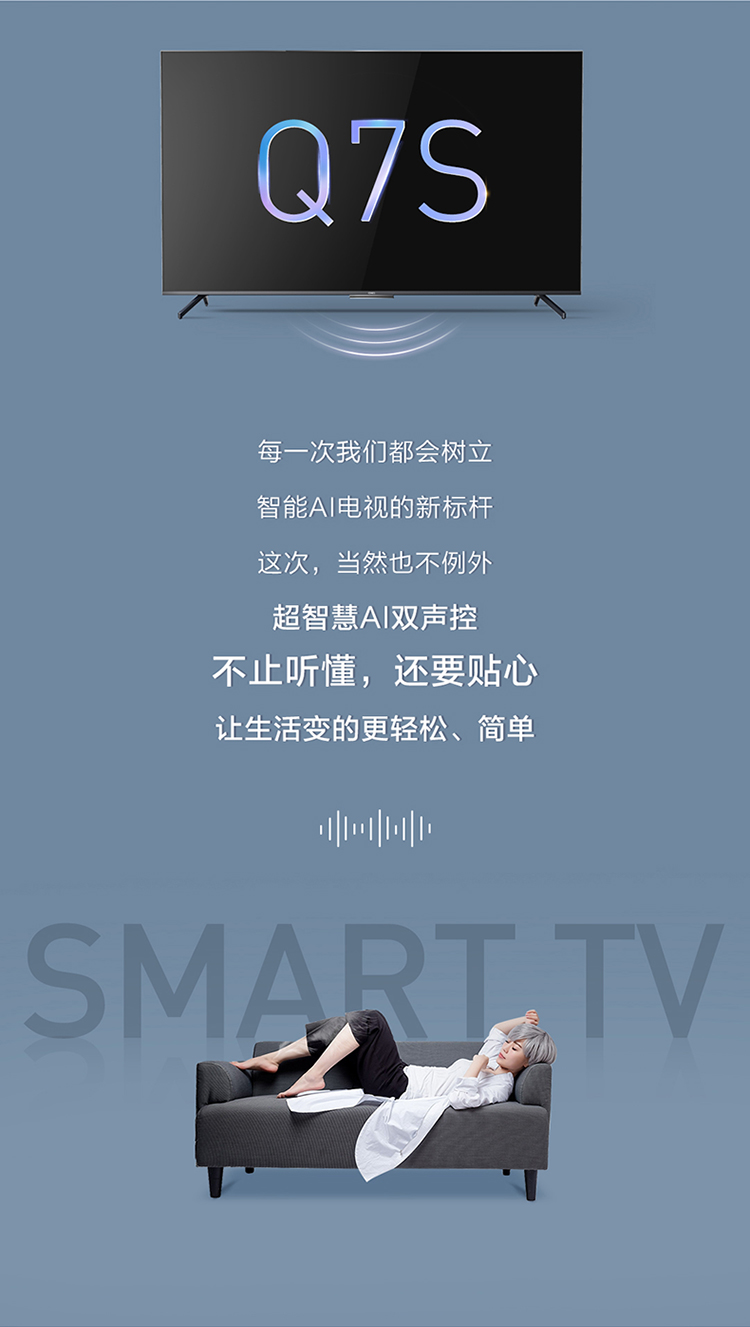 Q7S
每一次我们都会树立
智能AI电视的新标杆
这次，当然也不例外
超智慧AI双声控
不止听懂，还要贴心
让生活变的更轻松、简单
SMART TV